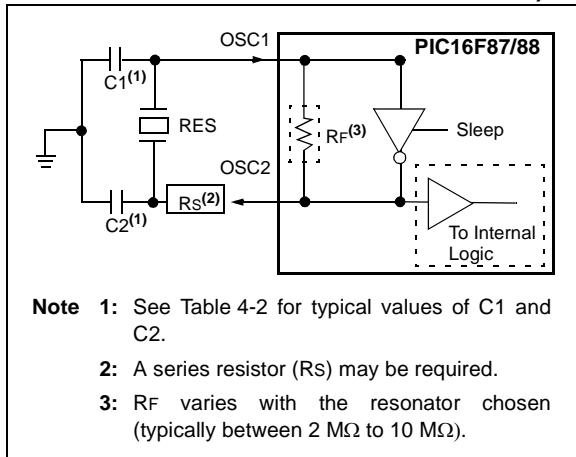 OSC1
PIC16F87/88
C1(1)
RES
RF(3)
Sleep
OSC2
RS(2)
C2(1)
To Internal
Logic
Note 1: See Table 4-2 for typical values of C1 and
C2.
2: A series resistor (RS) may be required.
3: RF varies with the resonator chosen
(typically between 2 MΩ to 10 MΩ).